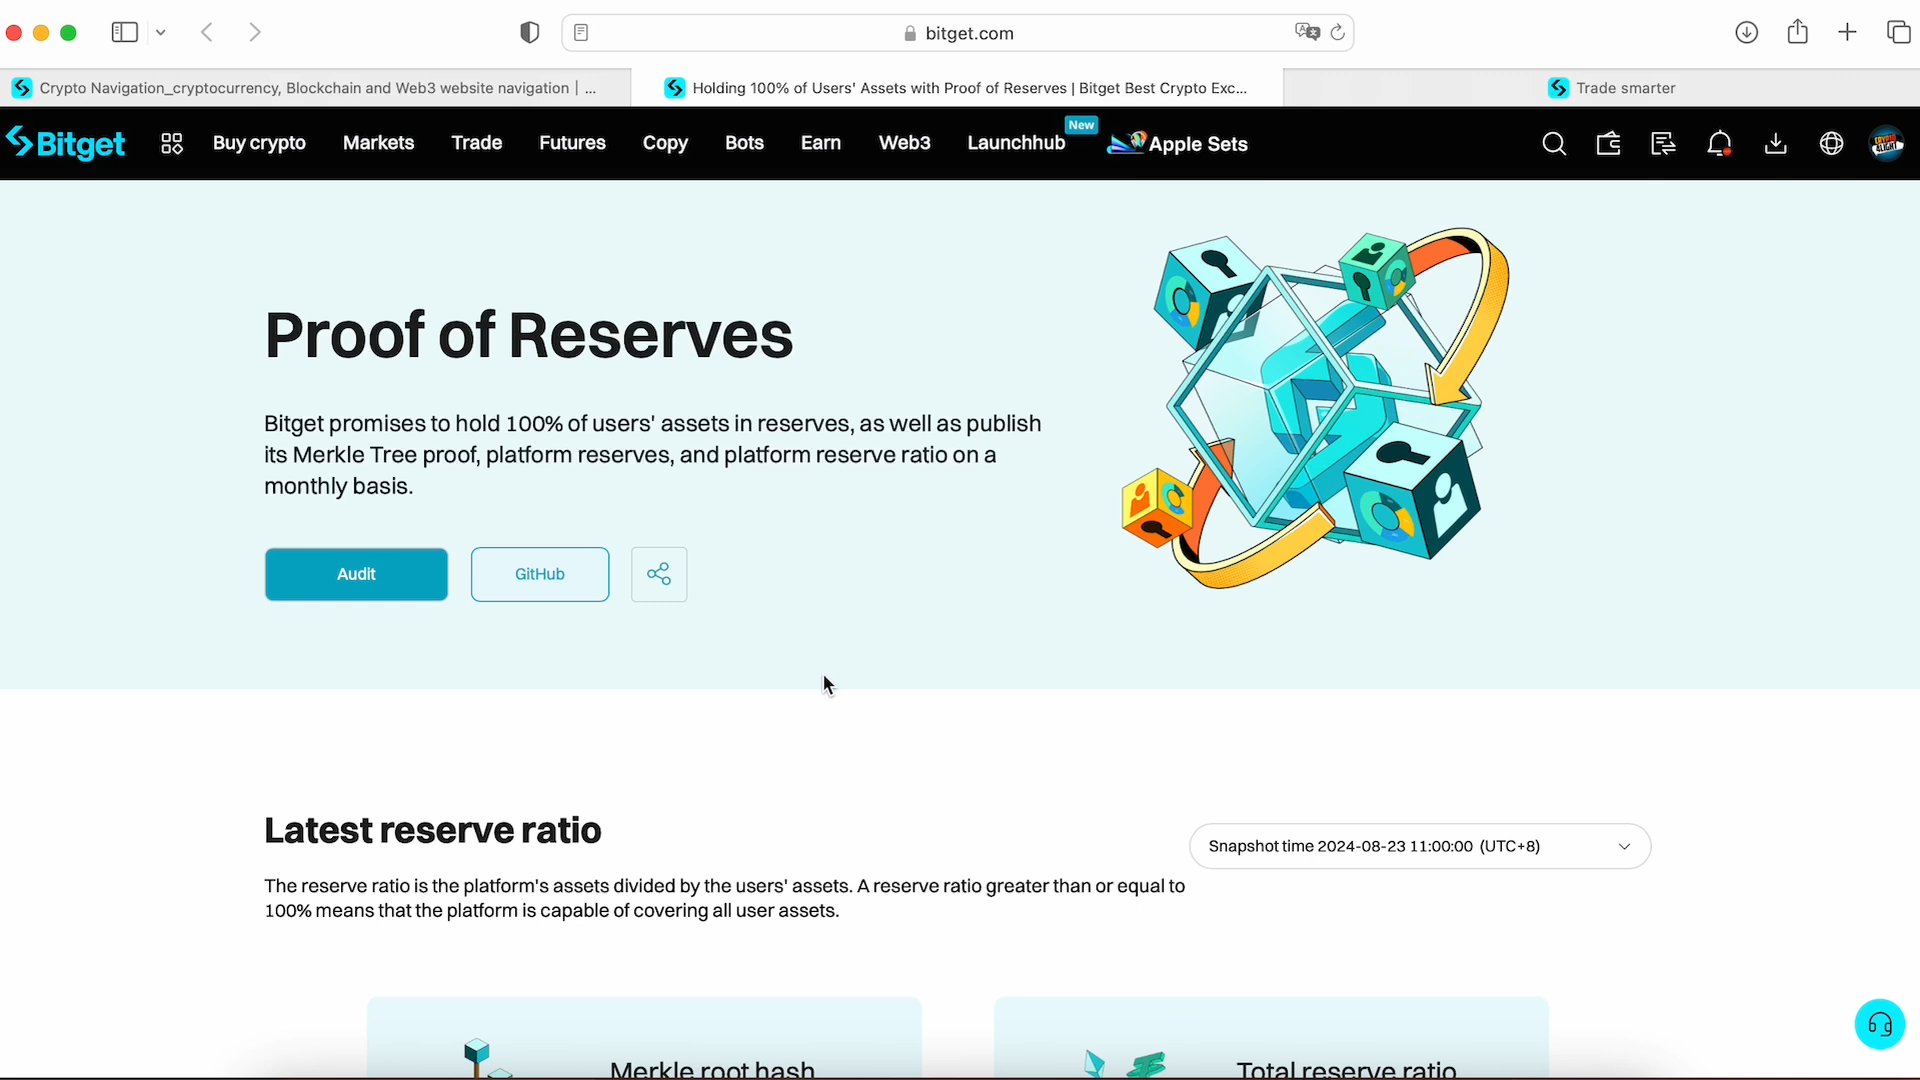 bitget.com
Crypto Navigation_cryptocurrency, Blockchain and Web3 website navigation | ...
Holding 100% of Users' Assets with Proof of Reserves | Bitget Best Crypto Exc...
Trade smarter
Bitget
Buy crypto
Markets
Trade
Futures
Copy
Bots
Earn
Web3
Launchhub
New
Apple Sets
Proof of Reserves
Bitget promises to hold 100% of users' assets in reserves, as well as publish
its Merkle Tree proof, platform reserves, and platform reserve ratio on a
monthly basis.
Audit
GitHub
Latest reserve ratio
Snapshot time 2024-08-23 11:00:00 (UTC+8)
The reserve ratio is the platform's assets divided by the users' assets. A reserve ratio greater than or equal to
100% means that the platform is capable of covering all user assets.
Merkle root hash
Total reserve ratio